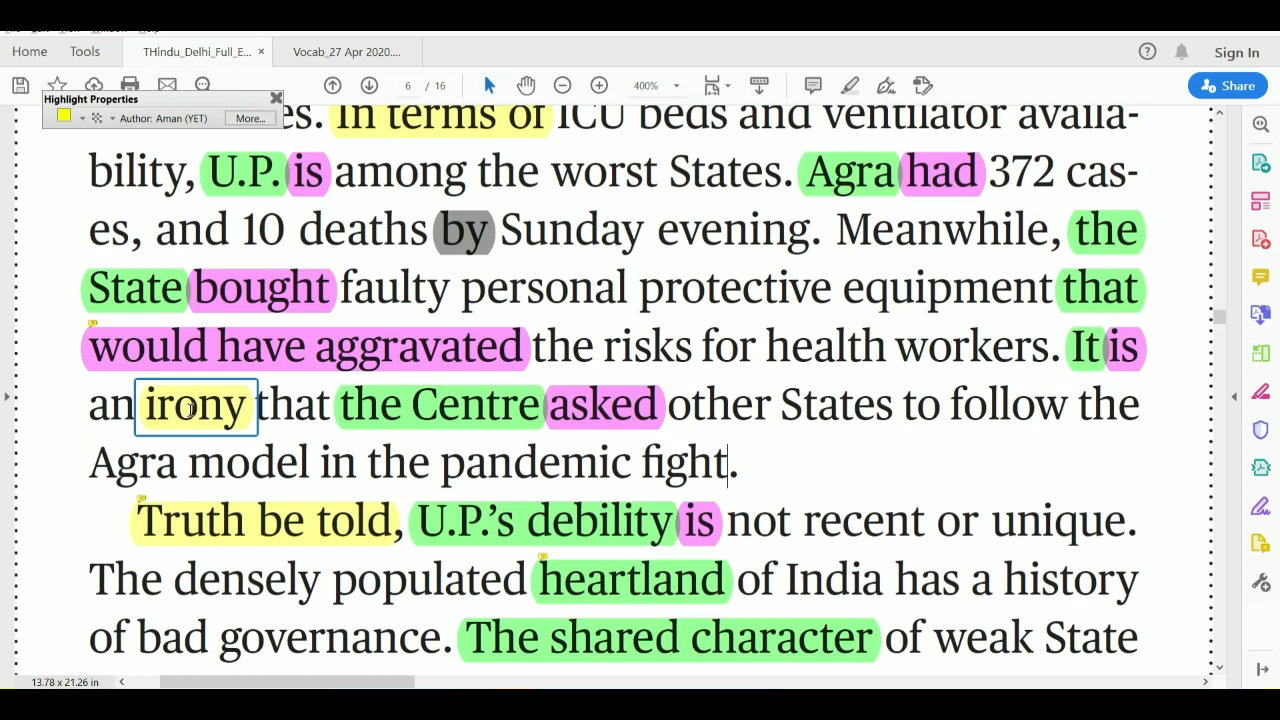 Home Tools THindu_Delhi_Full_E... × Vocab_27 Apr 2020.... Sign In
6 / 16 400% Share
Highlight Properties
Author: Aman (YET) More...
es. In terms of ICU beds and ventilator availa-
bility, U.P. is among the worst States. Agra had 372 cas-
es, and 10 deaths by Sunday evening. Meanwhile, the
State bought faulty personal protective equipment that
would have aggravated the risks for health workers. It is
an irony that the Centre asked other States to follow the
Agra model in the pandemic fight.
Truth be told, U.P.'s debility is not recent or unique.
The densely populated heartland of India has a history
of bad governance. The shared character of weak State
13.78 x 21.26 in